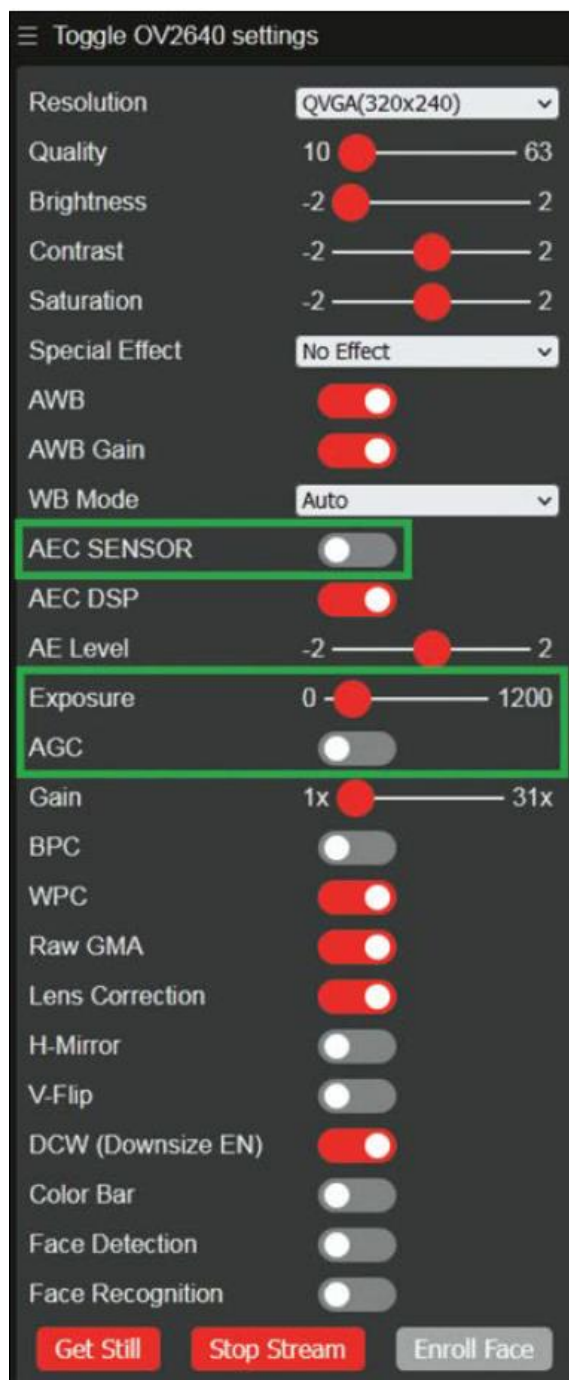 ☰ Toggle OV2640 settings
Resolution QVGA(320x240)
Quality 10 63
Brightness -2 2
Contrast -2 2
Saturation -2 2
Special Effect No Effect
AWB
AWB Gain
WB Mode Auto
AEC SENSOR
AEC DSP
AE Level -2 2
Exposure 0 1200
AGC
Gain 1x 31x
BPC
WPC
Raw GMA
Lens Correction
H-Mirror
V-Flip
DCW (Downsize EN)
Color Bar
Face Detection
Face Recognition
Get Still Stop Stream Enroll Face